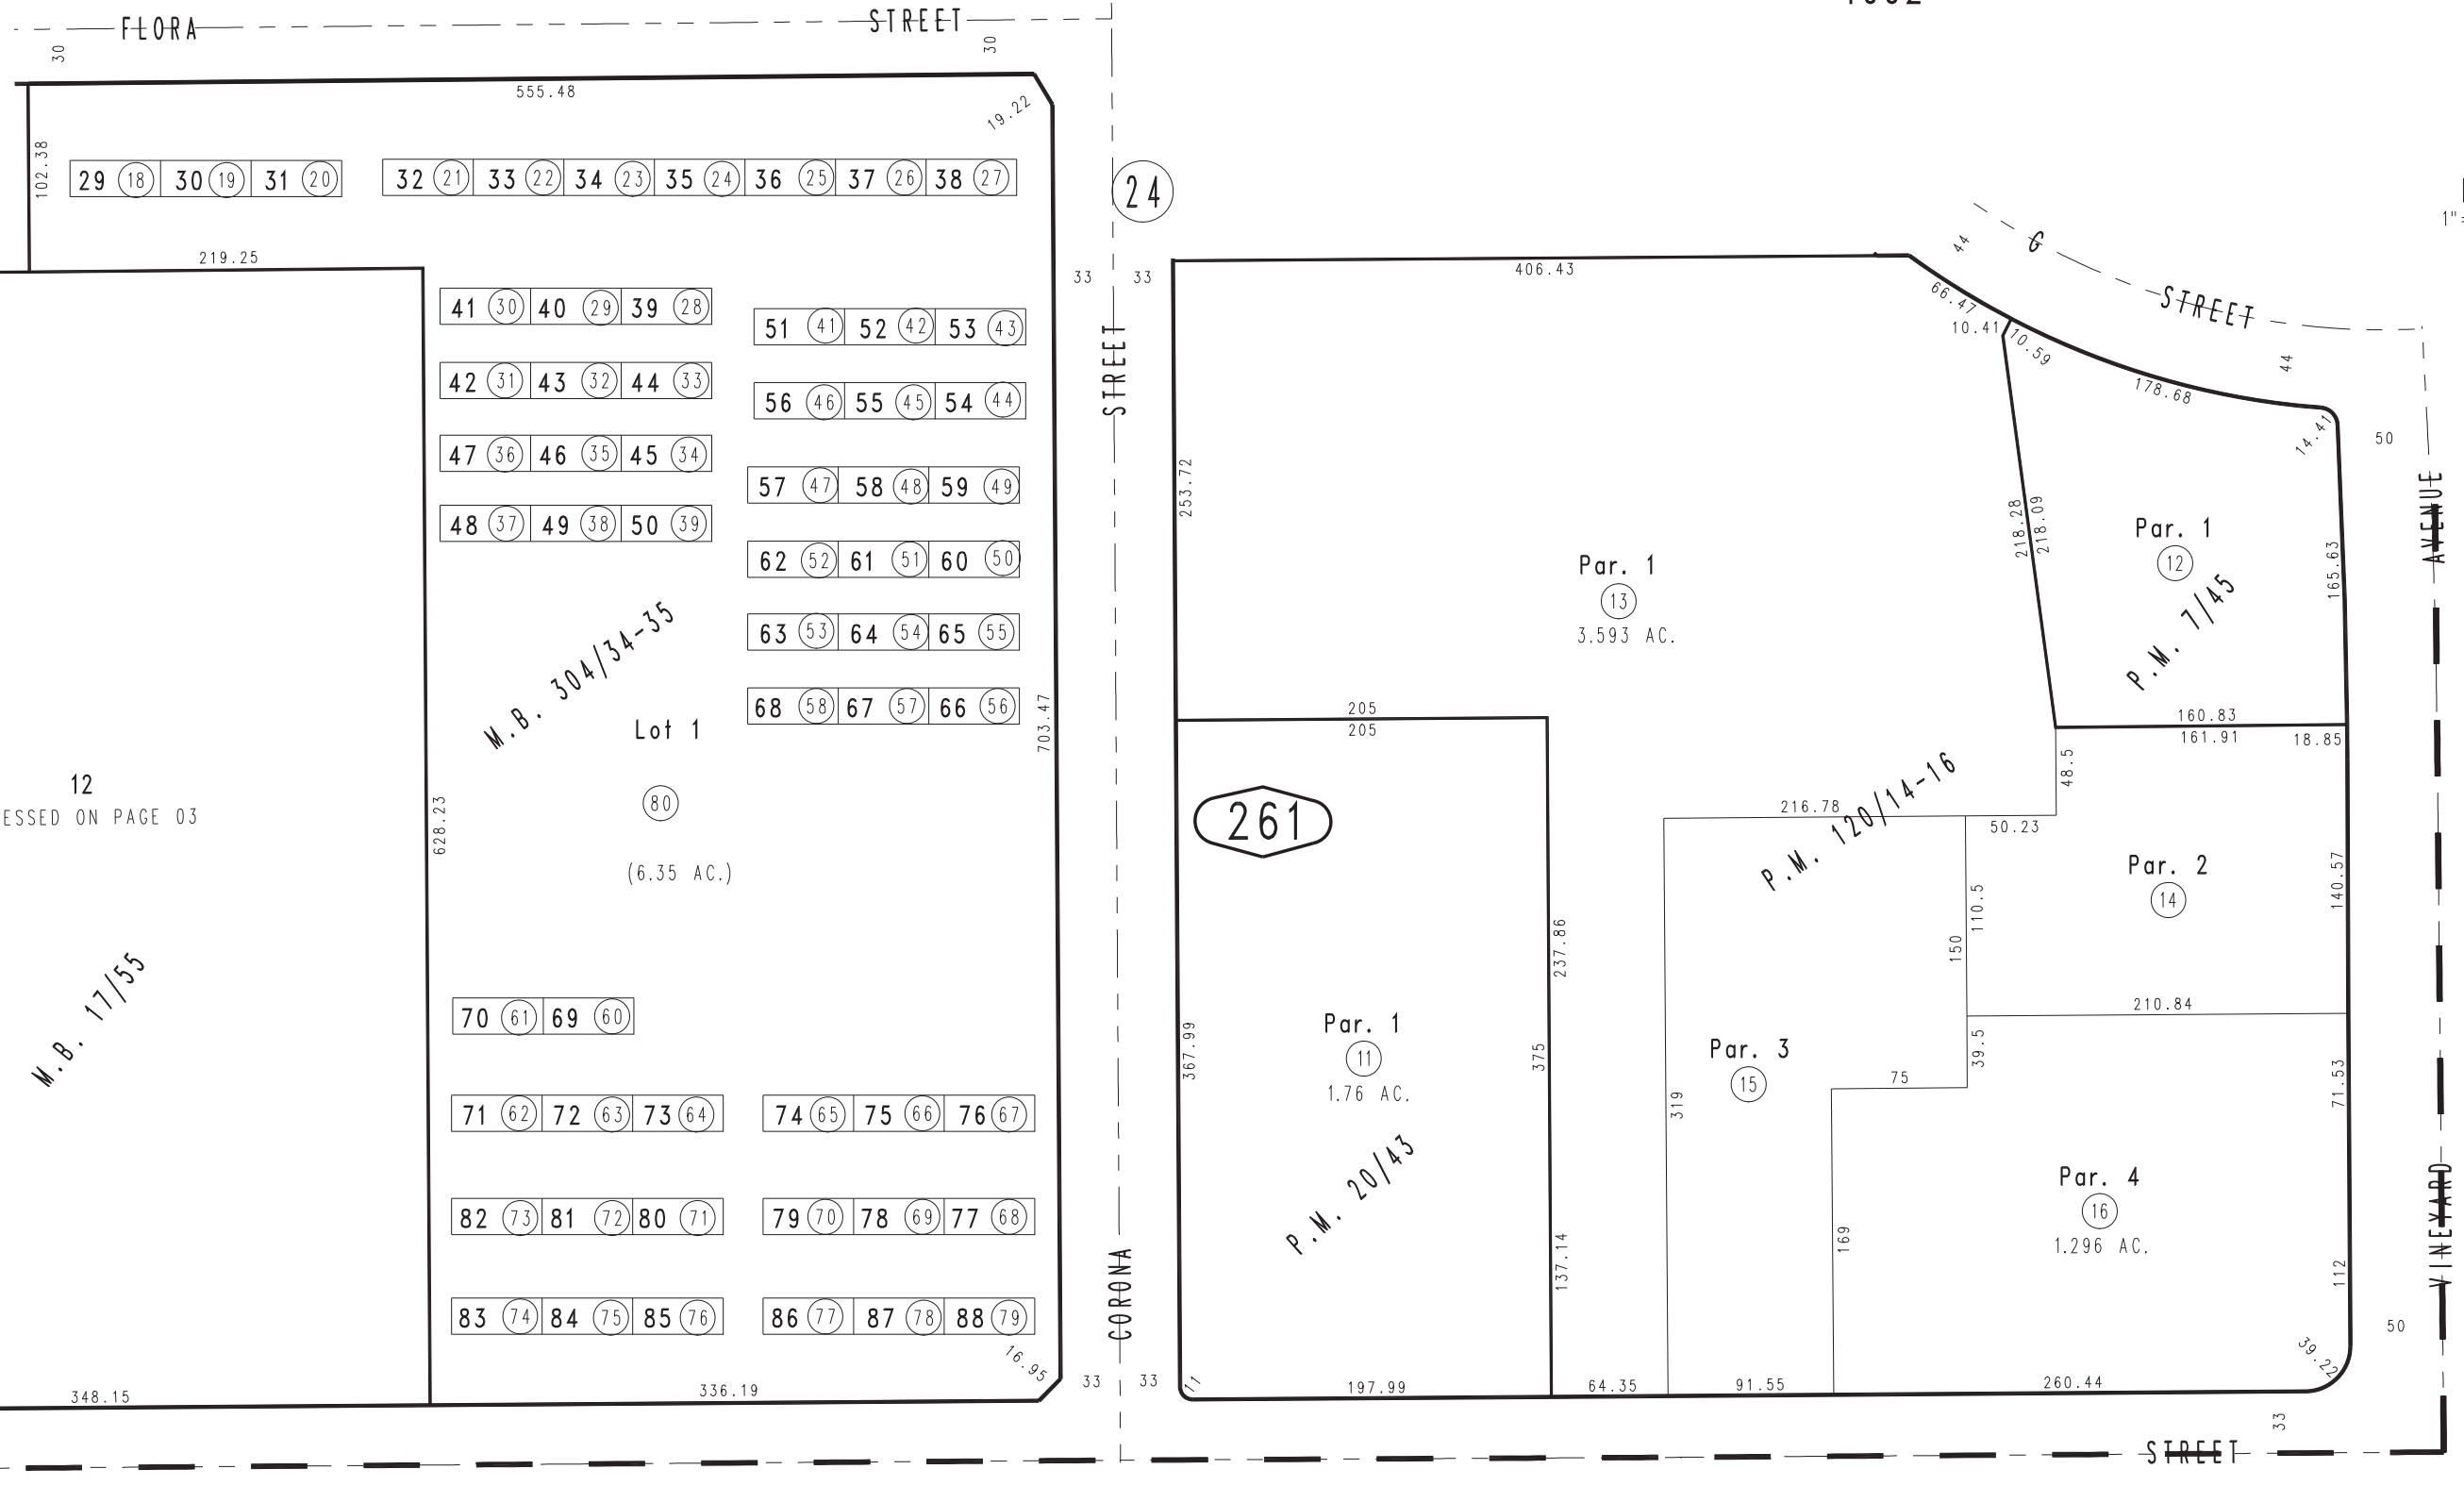 FLORA STREET
30 30
555.48
19.22
102.38
29 18 30 19 31 20
32 21 33 22 34 23 35 24 36 25 37 26 38 27
24
219.25
33 33
41 30 40 29 39 28
51 41 52 42 53 43
42 31 43 32 44 33
56 46 55 45 54 44
47 36 46 35 45 34
57 47 58 48 59 49
48 37 49 38 50 39
62 52 61 51 60 50
63 53 64 54 65 55
68 58 67 57 66 56
M.B. 304/34-35
Lot 1
80
(6.35 AC.)
703.47
628.23
12
ESSED ON PAGE 03
M.B. 17/55
70 61 69 60
71 62 72 63 73 64
74 65 75 66 76 67
82 73 81 72 80 71
79 70 78 69 77 68
83 74 84 75 85 76
86 77 87 78 88 79
16.95
348.15
336.19
CORONA STREET
33 33
G STREET
44 44
1"
406.43
66.47
10.41
10.59
178.68
14.41
50
253.72
218.28
218.09
165.63
Par. 1
13
3.593 AC.
Par. 1
12
P.M. 7/45
160.83
161.91
18.85
205
205
261
P.M. 120/14-16
48.5
216.78
50.23
Par. 2
14
140.57
110.5
150
210.84
237.86
375
367.99
Par. 1
11
1.76 AC.
P.M. 20/43
Par. 3
15
39.5
75
319
71.53
169
Par. 4
16
1.296 AC.
112
137.14
39.22
50
11
197.99
64.35
91.55
260.44
33
VINEYARD AVENUE
STREET